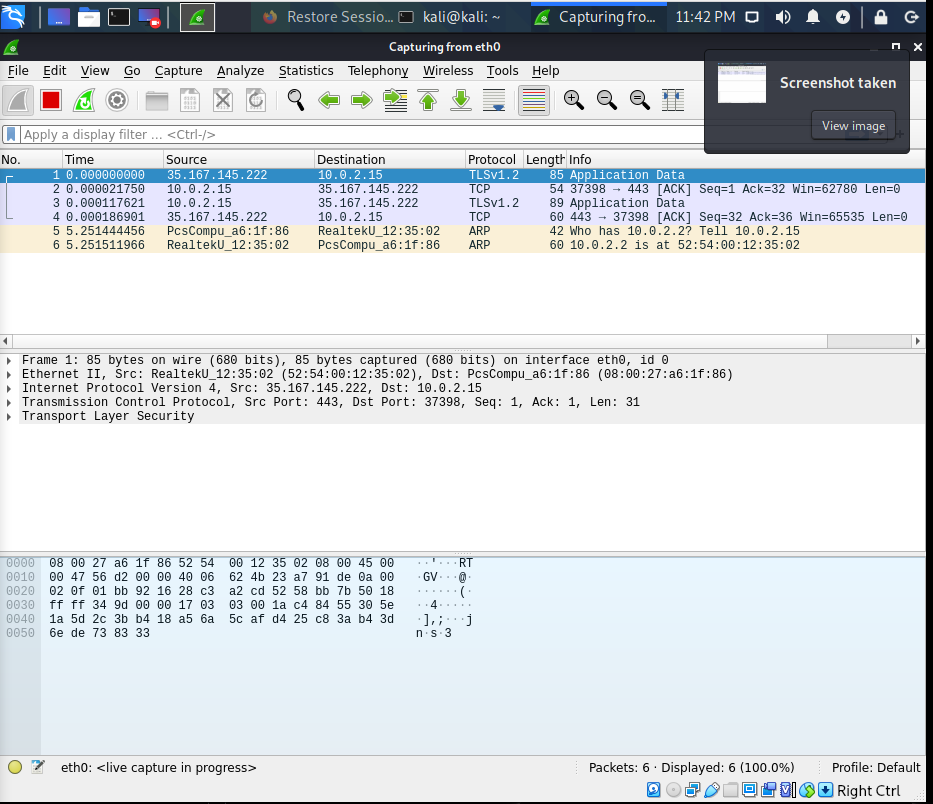 Restore Sessio... kali@kali: ~ Capturing fro... 11:42 PM
Capturing from eth0
File Edit View Go Capture Analyze Statistics Telephony Wireless Tools Help
Screenshot taken
View image
Apply a display filter … <Ctrl-/>
No. Time Source Destination Protocol Length Info
1 0.000000000 35.167.145.222 10.0.2.15 TLSv1.2 85 Application Data
2 0.000021750 10.0.2.15 35.167.145.222 TCP 54 37398 → 443 [ACK] Seq=1 Ack=32 Win=62780 Len=0
3 0.000117621 10.0.2.15 35.167.145.222 TLSv1.2 89 Application Data
4 0.000186901 35.167.145.222 10.0.2.15 TCP 60 443 → 37398 [ACK] Seq=32 Ack=36 Win=65535 Len=0
5 5.251444456 PcsCompu_a6:1f:86 RealtekU_12:35:02 ARP 42 Who has 10.0.2.2? Tell 10.0.2.15
6 5.251511966 RealtekU_12:35:02 PcsCompu_a6:1f:86 ARP 60 10.0.2.2 is at 52:54:00:12:35:02
Frame 1: 85 bytes on wire (680 bits), 85 bytes captured (680 bits) on interface eth0, id 0
Ethernet II, Src: RealtekU_12:35:02 (52:54:00:12:35:02), Dst: PcsCompu_a6:1f:86 (08:00:27:a6:1f:86)
Internet Protocol Version 4, Src: 35.167.145.222, Dst: 10.0.2.15
Transmission Control Protocol, Src Port: 443, Dst Port: 37398, Seq: 1, Ack: 1, Len: 31
Transport Layer Security
0000 08 00 27 a6 1f 86 52 54 00 12 35 02 08 00 45 00 ··'···RT
0010 00 47 56 d2 00 00 40 06 62 4b 23 a7 91 de 0a 00 ·GV···@·
0020 02 0f 01 bb 92 16 28 c3 a2 cd 52 58 bb 7b 50 18 ······(·
0030 ff ff 34 9d 00 00 17 03 03 00 1a c4 84 55 30 5e ··4·····
0040 1a 5d 2c 3b b4 18 a5 6a 5c af d4 25 c8 3a b4 3d ·],;···j
0050 6e de 73 83 33 n·s·3
eth0: <live capture in progress> Packets: 6 · Displayed: 6 (100.0%) Profile: Default
Right Ctrl